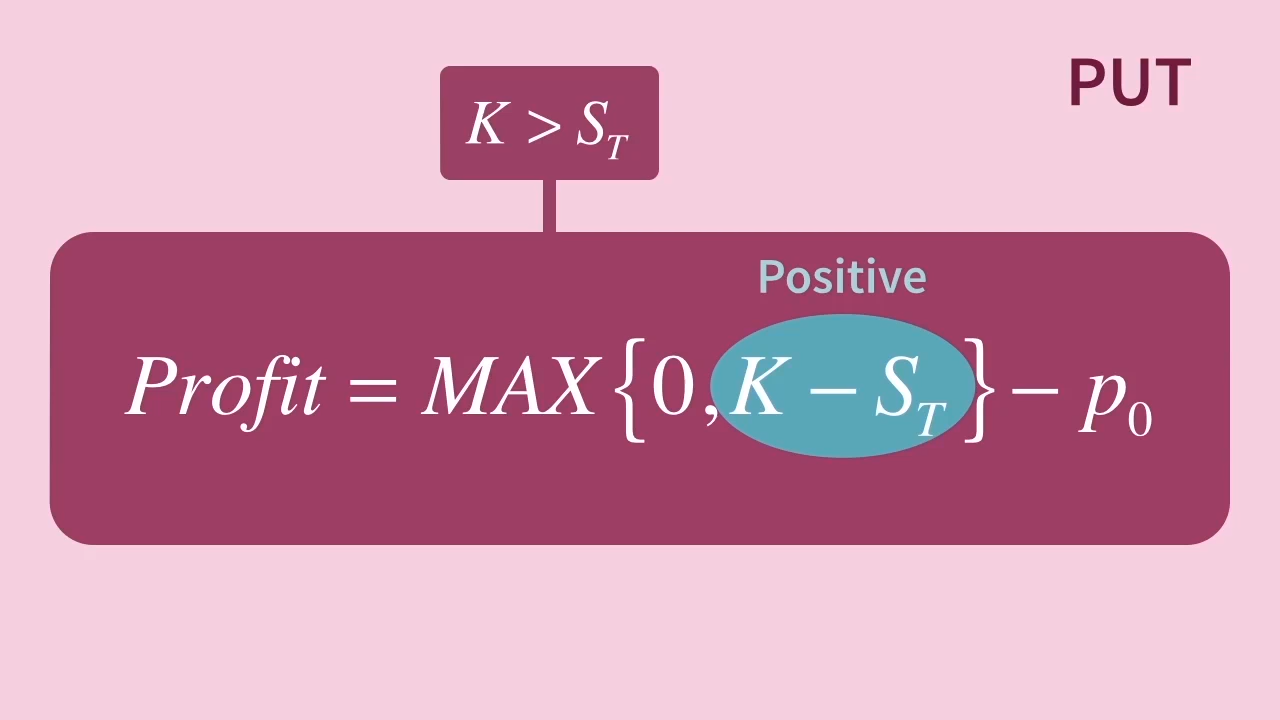 PUT
K > S_T
Positive
Profit = MAX{0, K − S_T} − p_0